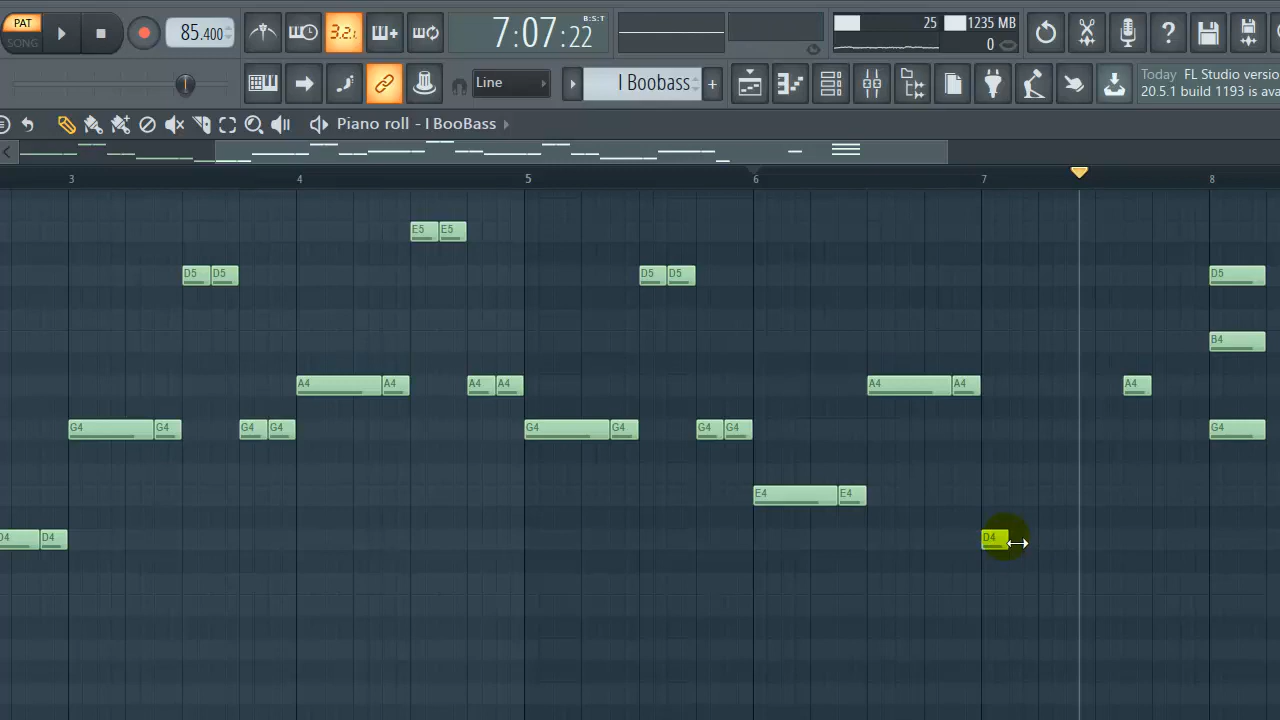 PAT
SONG
85.400
3.2.
7:07:22
B:S:T
25
1235 MB
0
Line
I Boobass
+
Today FL Studio versio
20.5.1 build 1193 is ava
Piano roll - I BooBass
3 4 5 6 7 8
E5 E5
D5 D5 D5 D5 D5
B4
A4 A4 A4 A4 A4 A4 A4
G4 G4 G4 G4 G4 G4 G4 G4 G4
E4 E4
D4 D4 D4